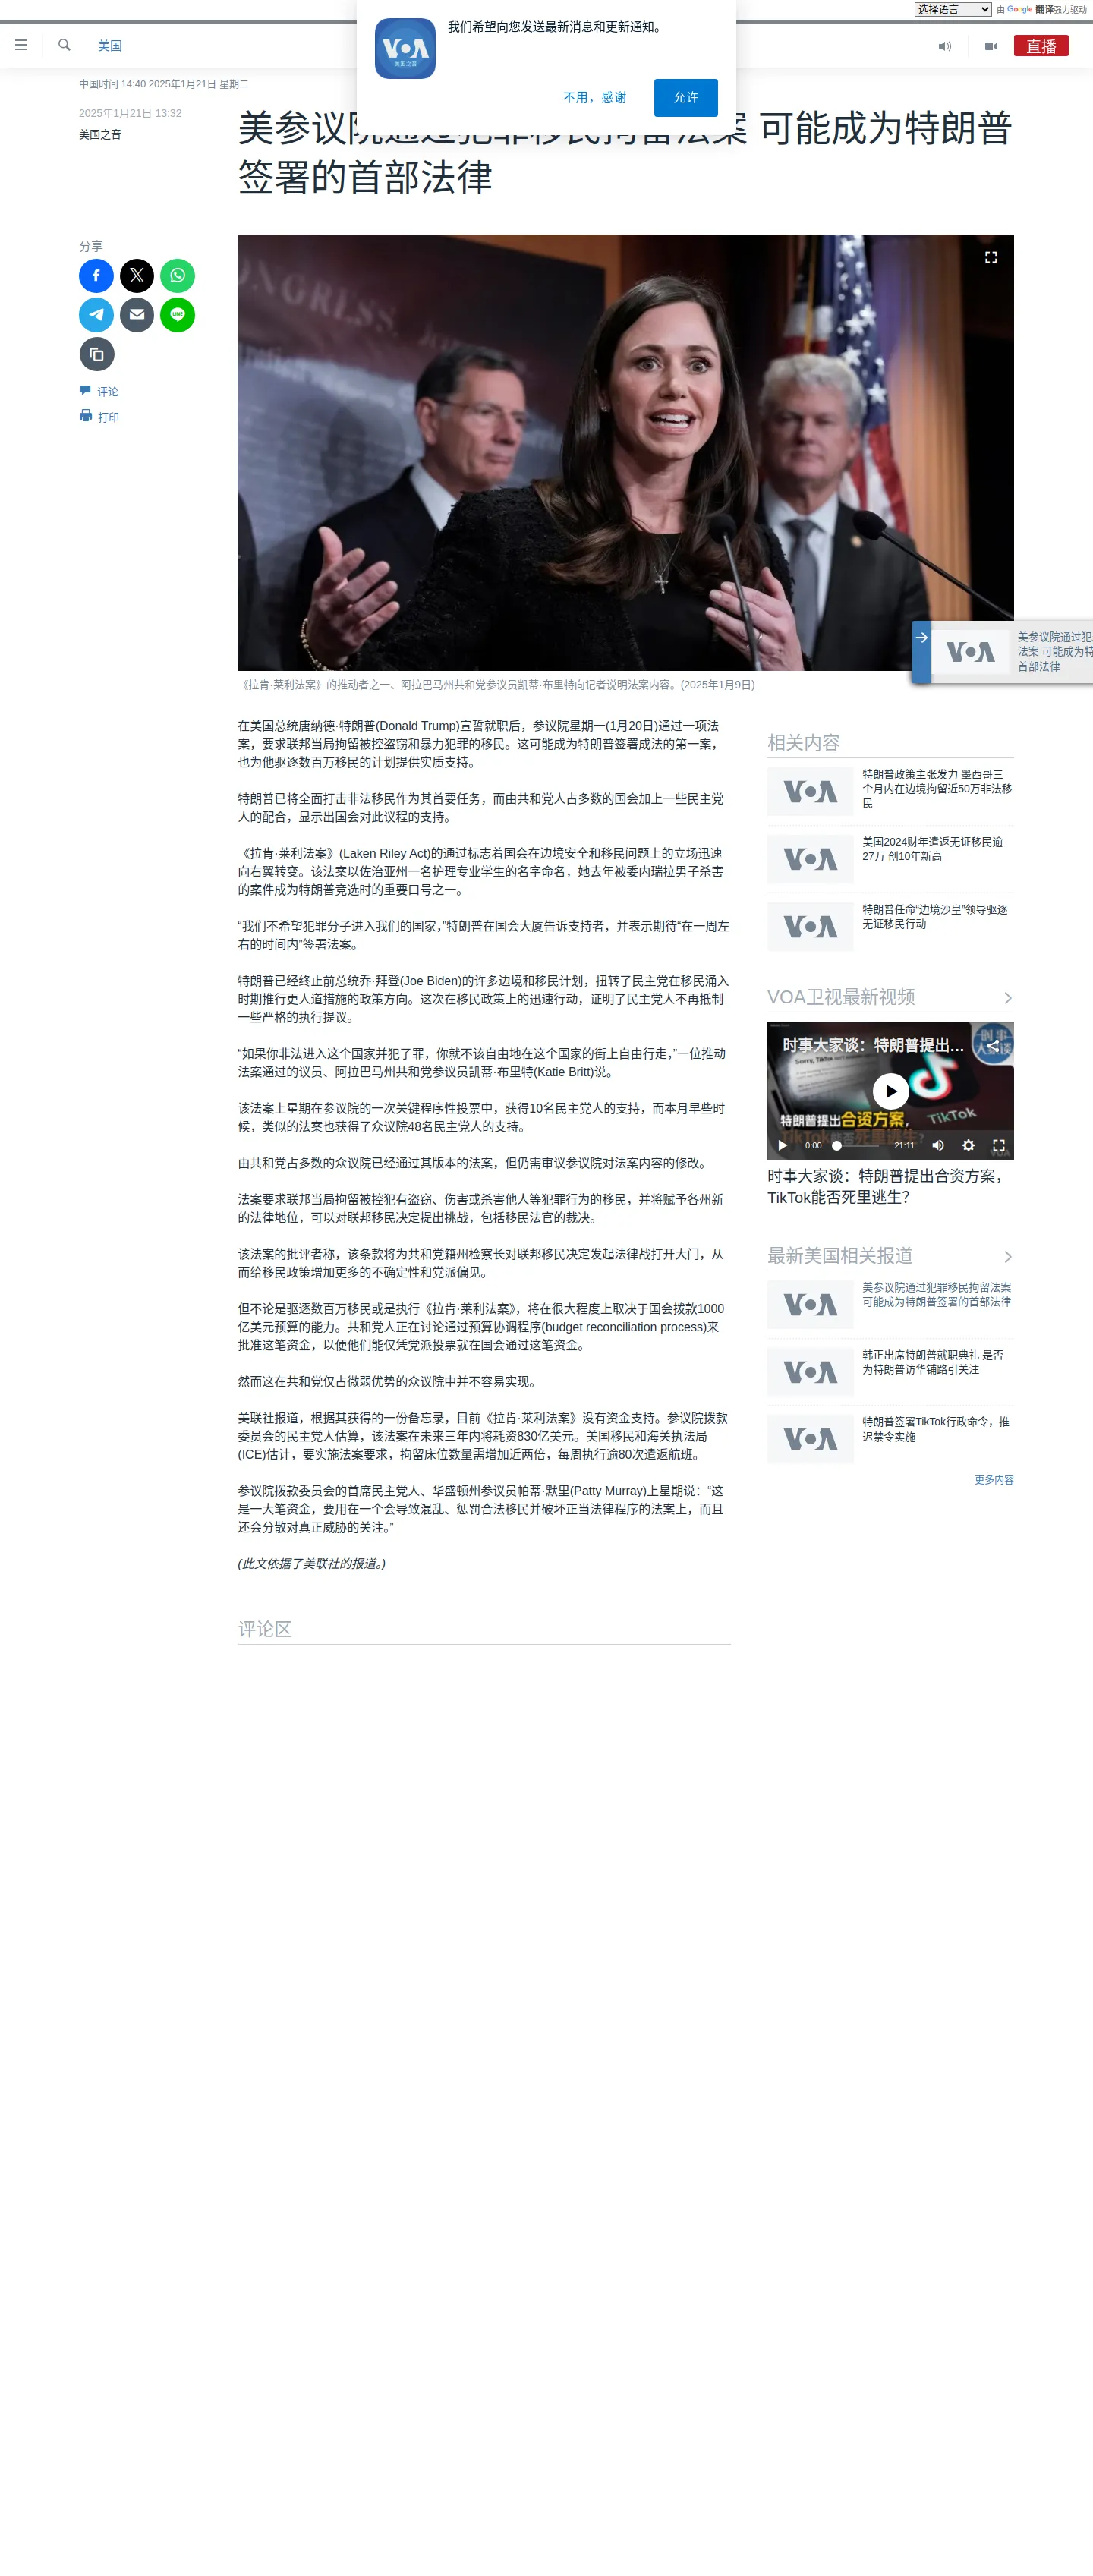 选择语言
由 Google 翻译强力驱动
美国
直播
VOA
美国之音
我们希望向您发送最新消息和更新通知。
不用，感谢
允许
中国时间 14:40 2025年1月21日 星期二
2025年1月21日 13:32
美国之音
美参议院通过犯罪移民拘留法案 可能成为特朗普
签署的首部法律
分享
LINE
评论
打印
VOA
美参议院通过犯
法案 可能成为特
首部法律
《拉肯·莱利法案》的推动者之一、阿拉巴马州共和党参议员凯蒂·布里特向记者说明法案内容。(2025年1月9日)
在美国总统唐纳德·特朗普(Donald Trump)宣誓就职后，参议院星期一(1月20日)通过一项法
案，要求联邦当局拘留被控盗窃和暴力犯罪的移民。这可能成为特朗普签署成法的第一案，
也为他驱逐数百万移民的计划提供实质支持。
特朗普已将全面打击非法移民作为其首要任务，而由共和党人占多数的国会加上一些民主党
人的配合，显示出国会对此议程的支持。
《拉肯·莱利法案》(Laken Riley Act)的通过标志着国会在边境安全和移民问题上的立场迅速
向右翼转变。该法案以佐治亚州一名护理专业学生的名字命名，她去年被委内瑞拉男子杀害
的案件成为特朗普竞选时的重要口号之一。
“我们不希望犯罪分子进入我们的国家，”特朗普在国会大厦告诉支持者，并表示期待“在一周左
右的时间内”签署法案。
特朗普已经终止前总统乔·拜登(Joe Biden)的许多边境和移民计划，扭转了民主党在移民涌入
时期推行更人道措施的政策方向。这次在移民政策上的迅速行动，证明了民主党人不再抵制
一些严格的执行提议。
“如果你非法进入这个国家并犯了罪，你就不该自由地在这个国家的街上自由行走，”一位推动
法案通过的议员、阿拉巴马州共和党参议员凯蒂·布里特(Katie Britt)说。
该法案上星期在参议院的一次关键程序性投票中，获得10名民主党人的支持，而本月早些时
候，类似的法案也获得了众议院48名民主党人的支持。
由共和党占多数的众议院已经通过其版本的法案，但仍需审议参议院对法案内容的修改。
法案要求联邦当局拘留被控犯有盗窃、伤害或杀害他人等犯罪行为的移民，并将赋予各州新
的法律地位，可以对联邦移民决定提出挑战，包括移民法官的裁决。
该法案的批评者称，该条款将为共和党籍州检察长对联邦移民决定发起法律战打开大门，从
而给移民政策增加更多的不确定性和党派偏见。
但不论是驱逐数百万移民或是执行《拉肯·莱利法案》，将在很大程度上取决于国会拨款1000
亿美元预算的能力。共和党人正在讨论通过预算协调程序(budget reconciliation process)来
批准这笔资金，以便他们能仅凭党派投票就在国会通过这笔资金。
然而这在共和党仅占微弱优势的众议院中并不容易实现。
美联社报道，根据其获得的一份备忘录，目前《拉肯·莱利法案》没有资金支持。参议院拨款
委员会的民主党人估算，该法案在未来三年内将耗资830亿美元。美国移民和海关执法局
(ICE)估计，要实施法案要求，拘留床位数量需增加近两倍，每周执行逾80次遣返航班。
参议院拨款委员会的首席民主党人、华盛顿州参议员帕蒂·默里(Patty Murray)上星期说：“这
是一大笔资金，要用在一个会导致混乱、惩罚合法移民并破坏正当法律程序的法案上，而且
还会分散对真正威胁的关注。”
(此文依据了美联社的报道。)
评论区
相关内容
VOA
特朗普政策主张发力 墨西哥三
个月内在边境拘留近50万非法移
民
VOA
美国2024财年遣返无证移民逾
27万 创10年新高
VOA
特朗普任命“边境沙皇”领导驱逐
无证移民行动
VOA卫视最新视频
时事大家谈：特朗普提出…
特朗普提出合资方案，
TikTok能否死里逃生？
TikTok
0:00
21:11
时事大家谈：特朗普提出合资方案，
TikTok能否死里逃生？
最新美国相关报道
VOA
美参议院通过犯罪移民拘留法案
可能成为特朗普签署的首部法律
VOA
韩正出席特朗普就职典礼 是否
为特朗普访华铺路引关注
VOA
特朗普签署TikTok行政命令，推
迟禁令实施
更多内容